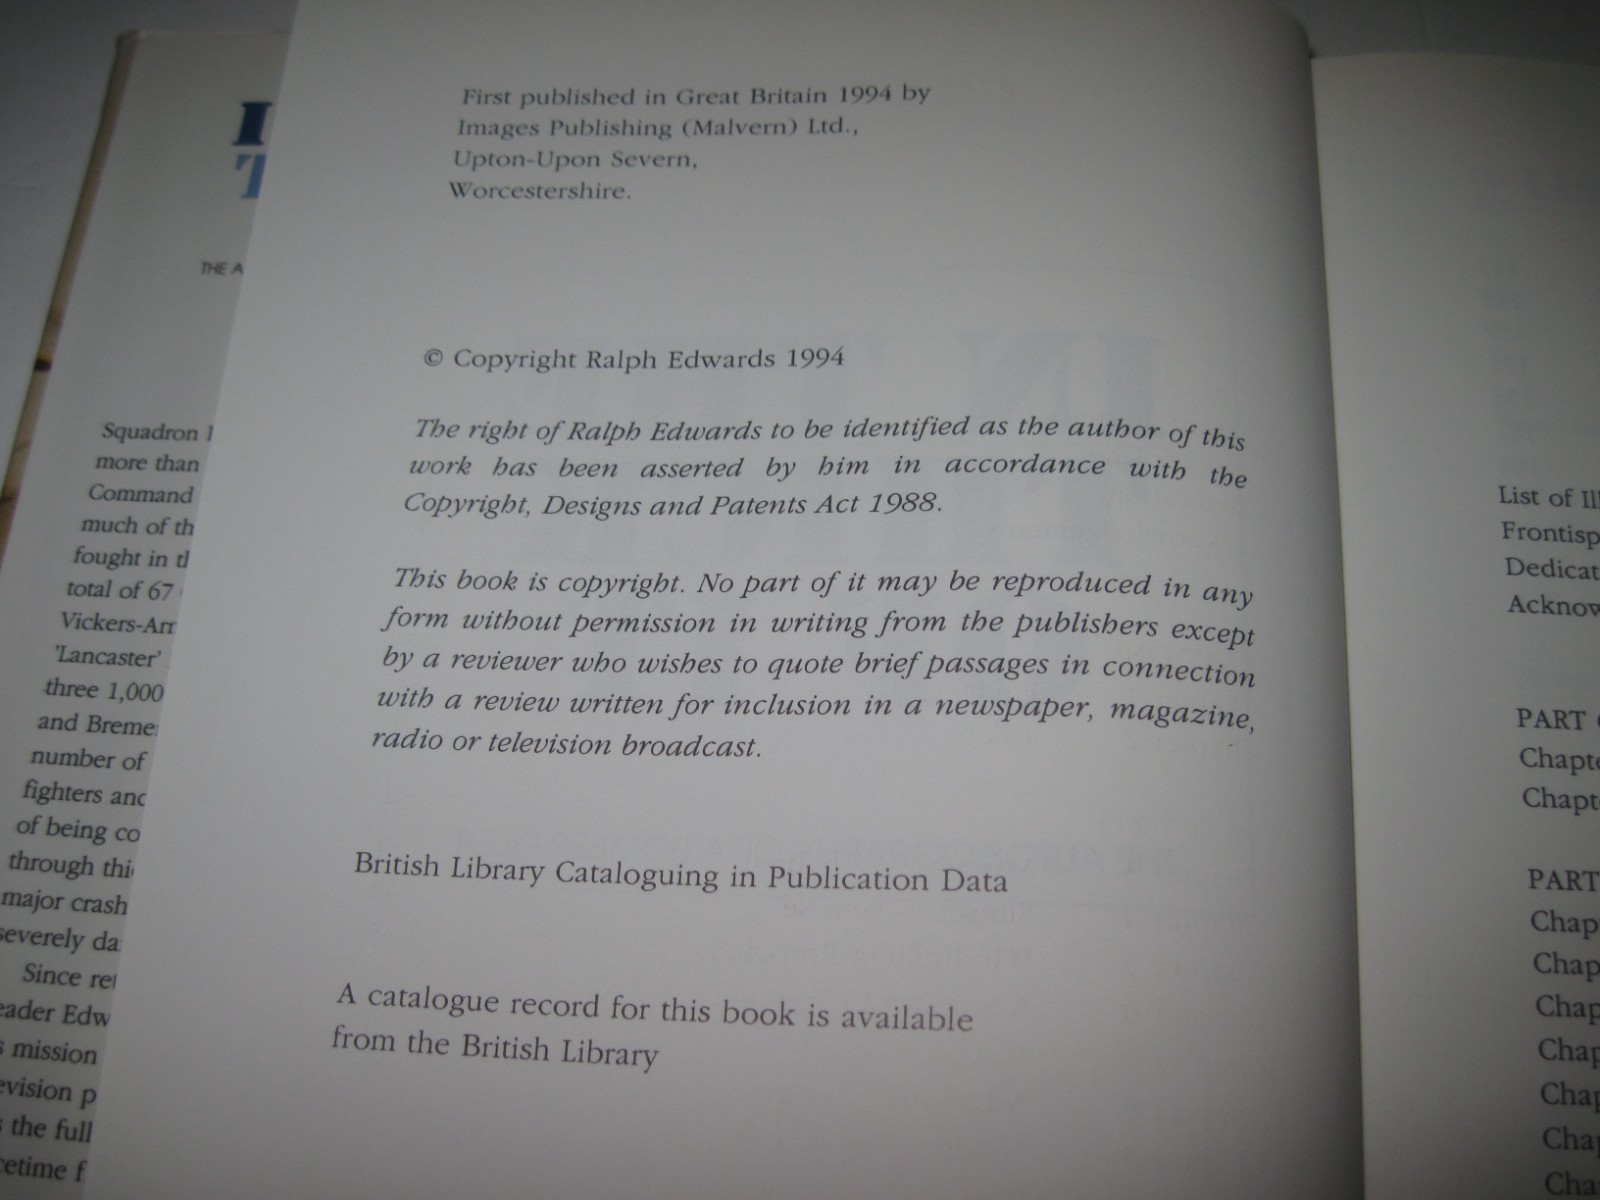 THE A
Squadron
more than
Command
much of th
fought in
total of 67
Vickers-Arr
'Lancaster'
three 1,000
and Breme
number of
fighters and
of being co
through thi
major crash
severely da
Since ret
eader Edw
s mission
evision p
s the full
etime f
First published in Great Britain 1994 by
Images Publishing (Malvern) Ltd.,
Upton-Upon Severn,
Worcestershire.
© Copyright Ralph Edwards 1994
The right of Ralph Edwards to be identified as the author of this
work has been asserted by him in accordance with the
Copyright, Designs and Patents Act 1988.
This book is copyright. No part of it may be reproduced in any
form without permission in writing from the publishers except
by a reviewer who wishes to quote brief passages in connection
with a review written for inclusion in a newspaper, magazine,
radio or television broadcast.
British Library Cataloguing in Publication Data
A catalogue record for this book is available
from the British Library
List of Ill
Frontisp
Dedicat
Acknow
PART
Chapte
Chapt
PART
Chap
Chap
Chap
Chap
Chap
Chap
Cha